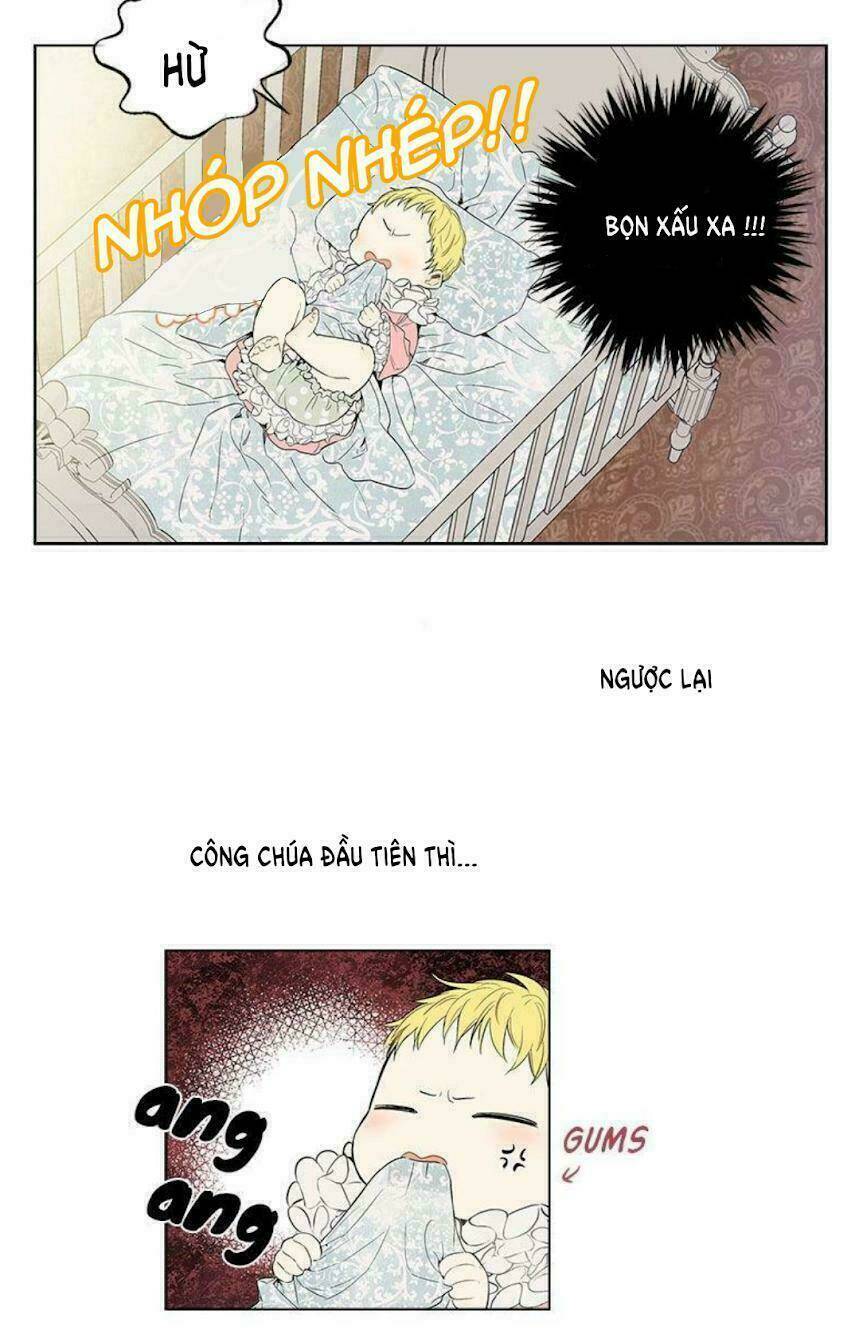 HỪ
NHÓP NHÉP!!
BỌN XẤU XA !!!
NGƯỢC LẠI
CÔNG CHÚA ĐẦU TIÊN THÌ...
ang
ang
GUMS